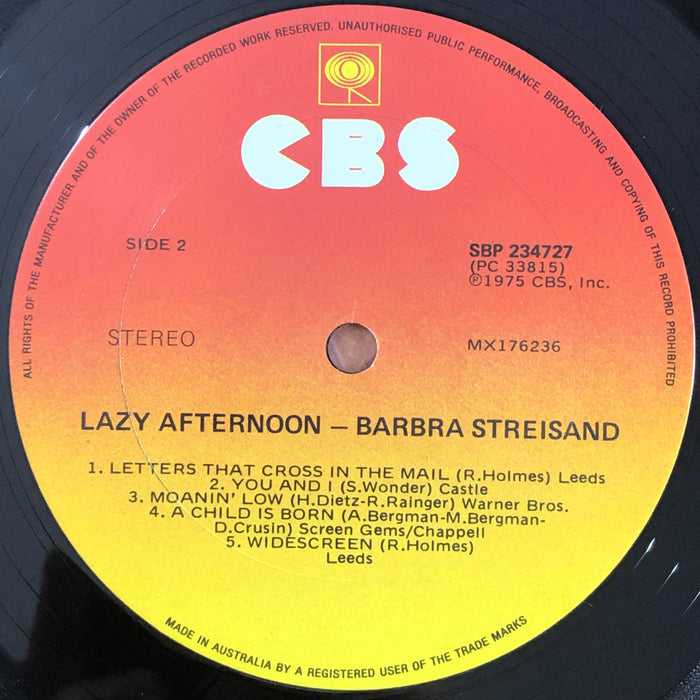 ALL RIGHTS OF THE MANUFACTURER AND OF THE OWNER OF THE RECORDED WORK RESERVED. UNAUTHORISED PUBLIC PERFORMANCE, BROADCASTING AND COPYING OF THIS RECORD PROHIBITED
CBS
SIDE 2
SBP 234727
(PC 33815)
℗1975 CBS, Inc.
STEREO
MX176236
LAZY AFTERNOON – BARBRA STREISAND
1. LETTERS THAT CROSS IN THE MAIL (R.Holmes) Leeds
2. YOU AND I (S.Wonder) Castle
3. MOANIN' LOW (H.Dietz-R.Rainger) Warner Bros.
4. A CHILD IS BORN (A.Bergman-M.Bergman-
D.Crusin) Screen Gems/Chappell
5. WIDESCREEN (R.Holmes)
Leeds
MADE IN AUSTRALIA BY A REGISTERED USER OF THE TRADE MARKS